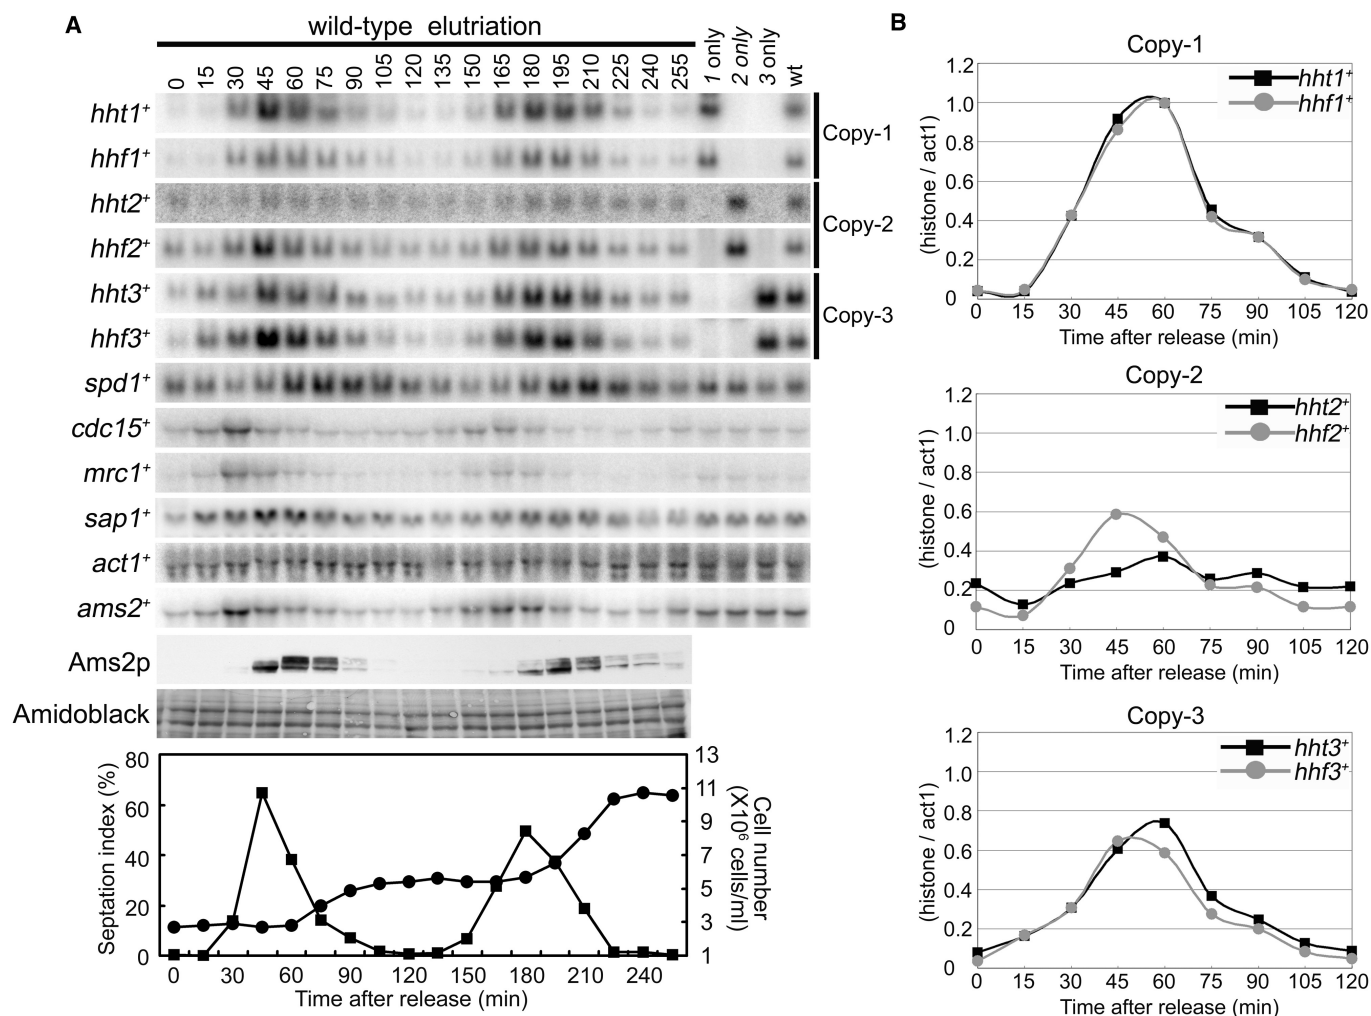 A
wild-type elutriation
0 15 30 45 60 75 90 105 120 135 150 165 180 195 210 225 240 255 1 only 2 only 3 only wt
hht1+
hhf1+
Copy-1
hht2+
hhf2+
Copy-2
hht3+
hhf3+
Copy-3
spd1+
cdc15+
mrc1+
sap1+
act1+
ams2+
Ams2p
Amidoblack
Septation index (%)
80
60
40
20
0
13
11
9
7
5
3
1
Cell number
(X10⁶ cells/ml)
0 30 60 90 120 150 180 210 240
Time after release (min)
B
Copy-1
hht1+
hhf1+
(histone / act1)
1.2
1.0
0.8
0.6
0.4
0.2
0
0 15 30 45 60 75 90 105 120
Time after release (min)
Copy-2
hht2+
hhf2+
(histone / act1)
1.2
1.0
0.8
0.6
0.4
0.2
0
0 15 30 45 60 75 90 105 120
Time after release (min)
Copy-3
hht3+
hhf3+
(histone / act1)
1.2
1.0
0.8
0.6
0.4
0.2
0
0 15 30 45 60 75 90 105 120
Time after release (min)